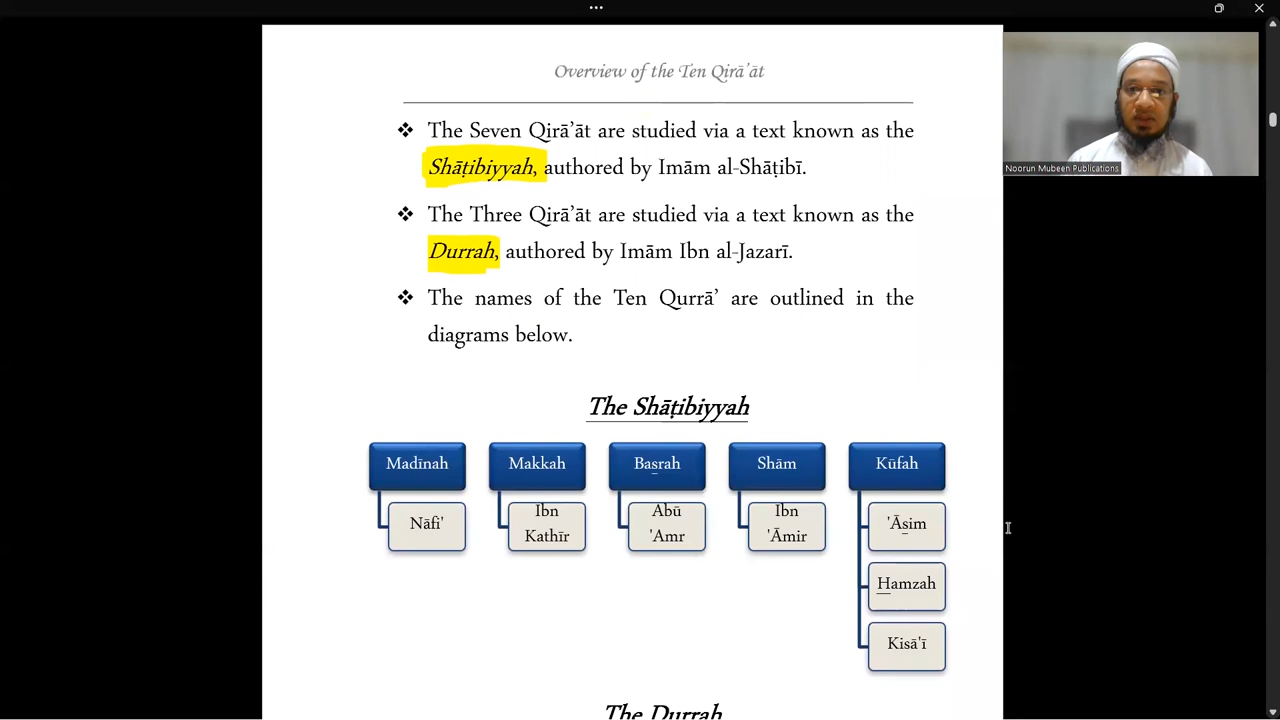 Overview of the Ten Qirā’āt
❖ The Seven Qirā’āt are studied via a text known as the
Shāṭibiyyah, authored by Imām al-Shāṭibī.
❖ The Three Qirā’āt are studied via a text known as the
Durrah, authored by Imām Ibn al-Jazarī.
❖ The names of the Ten Qurrā’ are outlined in the
diagrams below.
Noorun Mubeen Publications
The Shāṭibiyyah
Madīnah
Makkah
Baṣrah
Shām
Kūfah
Nāfi'
Ibn
Kathīr
Abū
'Amr
Ibn
'Āmir
'Āṣim
Hamzah
Kisā'ī
The Durrah